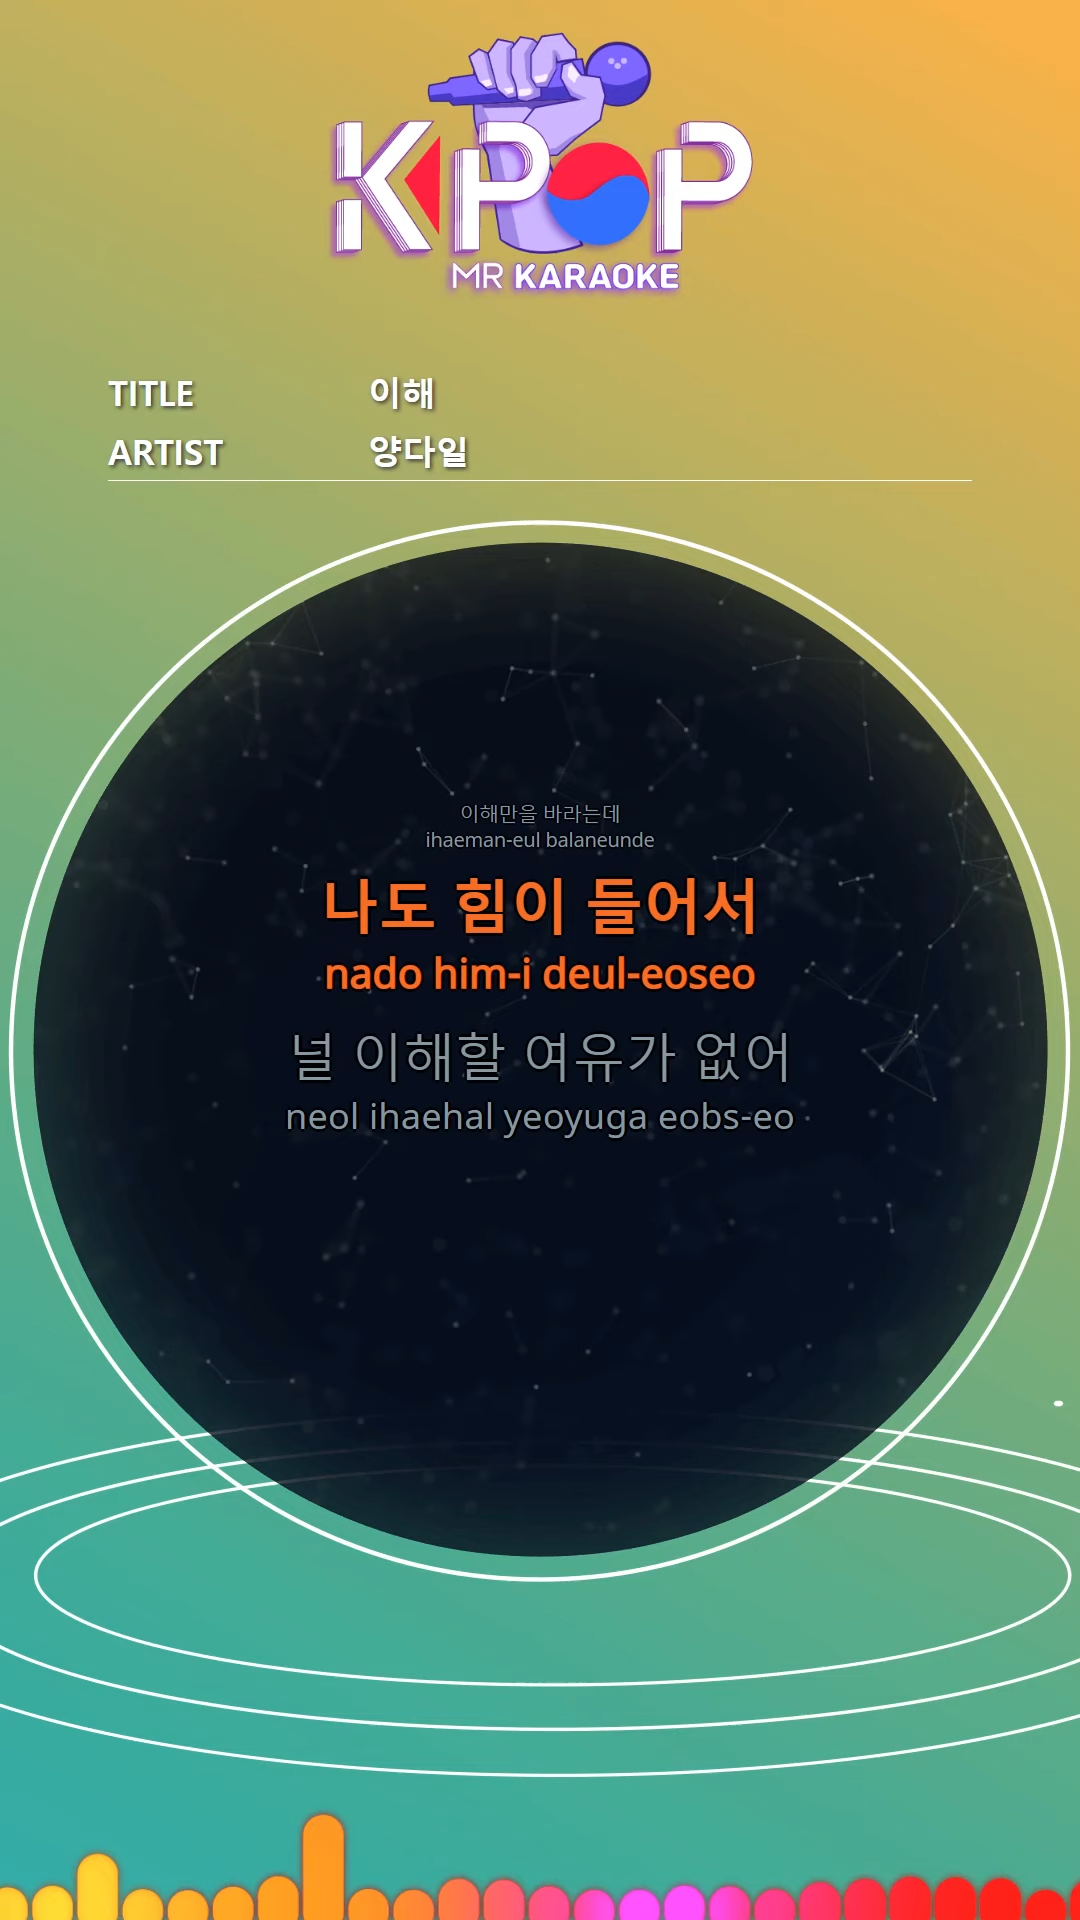 KPOP
MR KARAOKE
TITLE 이해
ARTIST 양다일
이해만을 바라는데
ihaeman-eul balaneunde
나도 힘이 들어서
nado him-i deul-eoseo
널 이해할 여유가 없어
neol ihaehal yeoyuga eobs-eo